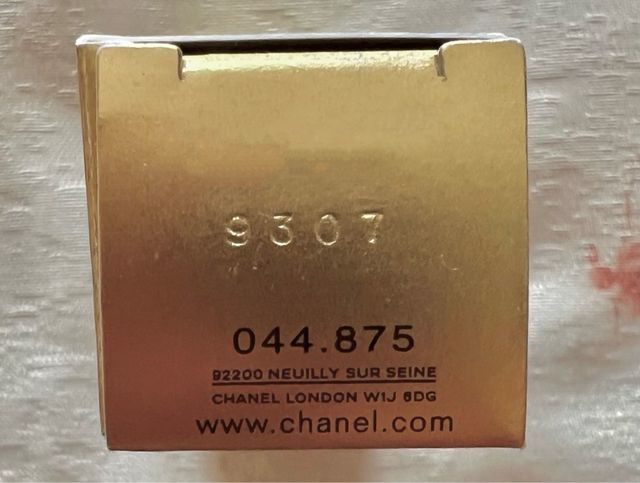 9307
044.875
92200 NEUILLY SUR SEINE
CHANEL LONDON W1J 6DG
www.chanel.com